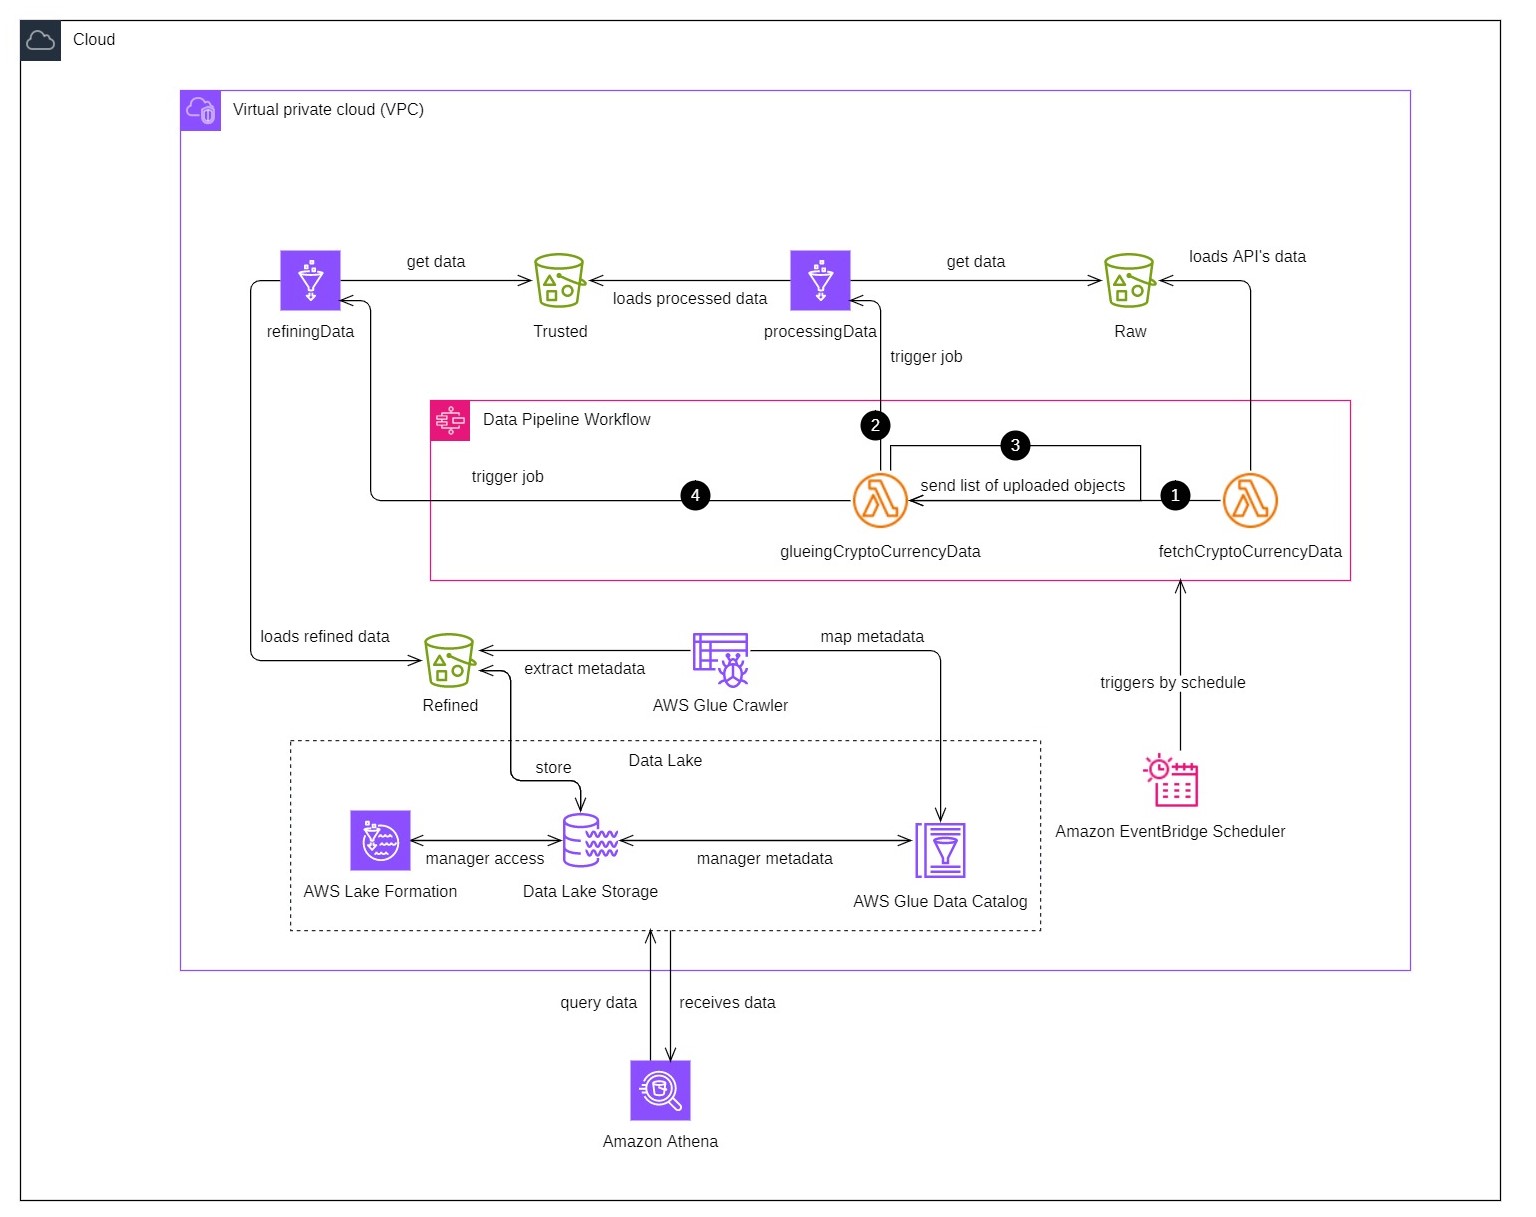 Cloud
Virtual private cloud (VPC)
get data
get data
loads API's data
loads processed data
refiningData
Trusted
processingData
Raw
trigger job
Data Pipeline Workflow
2
3
trigger job
4
send list of uploaded objects
1
glueingCryptoCurrencyData
fetchCryptoCurrencyData
loads refined data
map metadata
extract metadata
triggers by schedule
Refined
AWS Glue Crawler
Data Lake
store
Amazon EventBridge Scheduler
manager access
manager metadata
AWS Lake Formation
Data Lake Storage
AWS Glue Data Catalog
query data
receives data
Amazon Athena